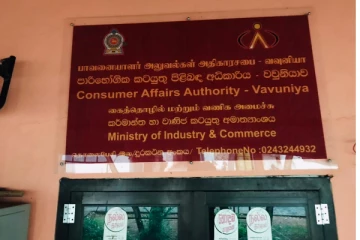 பாவனையாளர் அலுவல்கள் அதிகாரசபை - வவுனியா
පාරිභෝගික කටයුතු පිළිබඳ අධිකාරිය - වවුනියාව
Consumer Affairs Authority - Vavuniya
கைத்தொழில் மற்றும் வணிக அமைச்சு
කර්මාන්ත හා වාණිජ කටයුතු අමාත්‍යාංශය
Ministry of Industry & Commerce
TelephoneNo : 0243244932